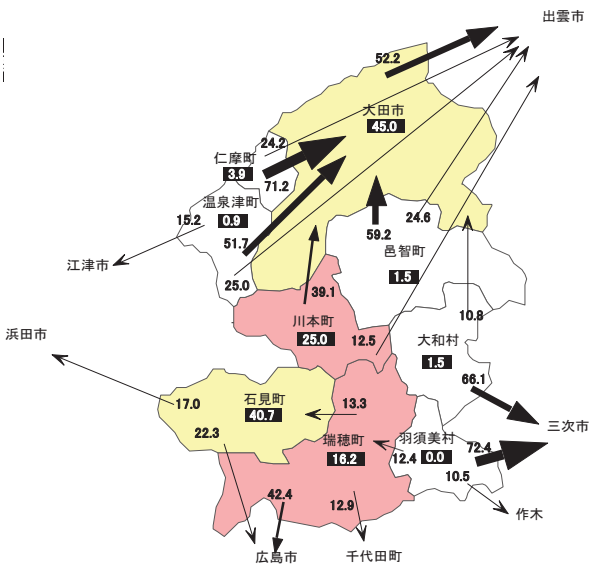 出雲市
52.2
大田市
45.0
24.2
仁摩町
3.9
71.2
温泉津町
15.2
0.9
24.6
51.7
59.2
邑智町
江津市
25.0
1.5
39.1
10.8
川本町
浜田市
25.0
12.5
大和村
1.5
66.1
石見町
17.0
40.7
13.3
三次市
22.3
瑞穂町
羽須美村
72.4
16.2
12.4
0.0
10.5
42.4
12.9
作木
広島市
千代田町